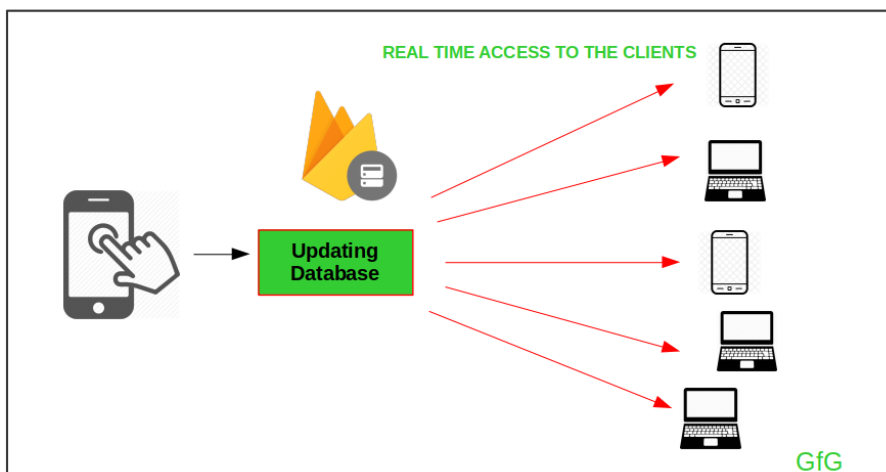 REAL TIME ACCESS TO THE CLIENTS
Updating
Database
GfG